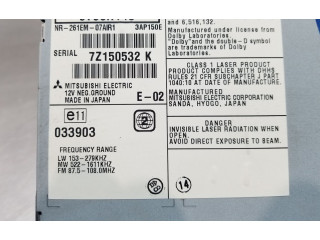 NR-261EM-07AIR1 3AP150E
SERIAL 7Z150532 K
MITSUBISHI ELECTRIC
12V NEG.GROUND
MADE IN JAPAN E-02
e11
033903
2
FREQUENCY RANGE
LW 153-279KHZ
MW 522-1611KHZ
FM 87.5-108.0MHZ
and 6,516,132.
Manufactured under license from
Dolby Laboratories.
"Dolby" and the double-D symbol
are trademarks of Dolby
Laboratories.
CLASS 1 LASER PRODUCT
PRODUCT COMPLIES WITH DHHS
RULES 21 CFR SUBCHAPTER J PART
1040:10 AT DATE OF MANUFACTURE.
MANUFACTURED
MITSUBISHI ELECTRIC CORPORATION
SANDA, HYOGO, JAPAN
DANGER
INVISIBLE LASER RADIATION WHEN
OPEN.
AVOID DIRECT EXPOSURE TO BEAM.
14